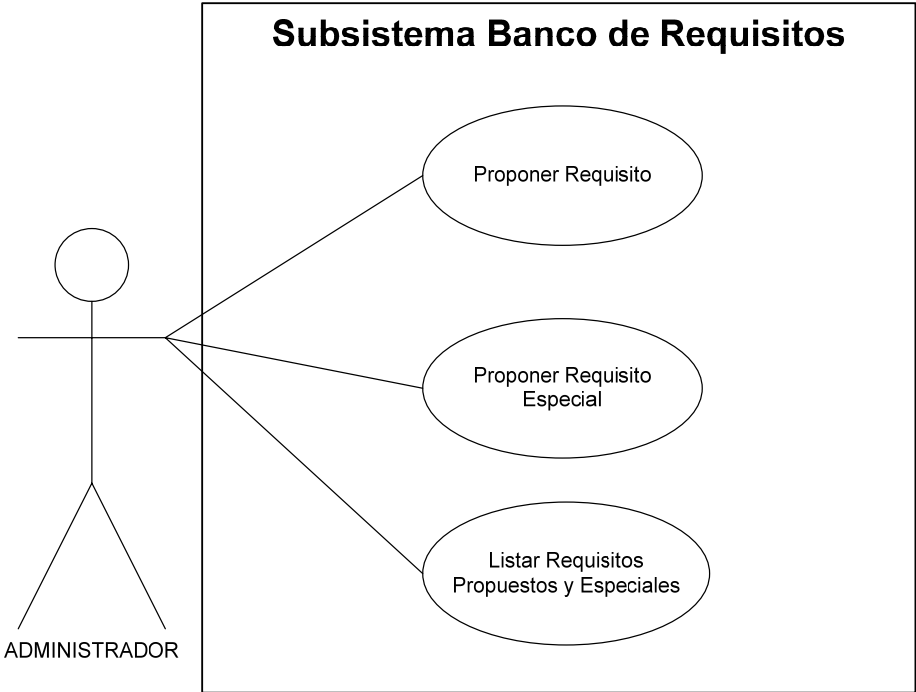 Subsistema Banco de Requisitos
Proponer Requisito
Proponer Requisito
Especial
Listar Requisitos
Propuestos y Especiales
ADMINISTRADOR